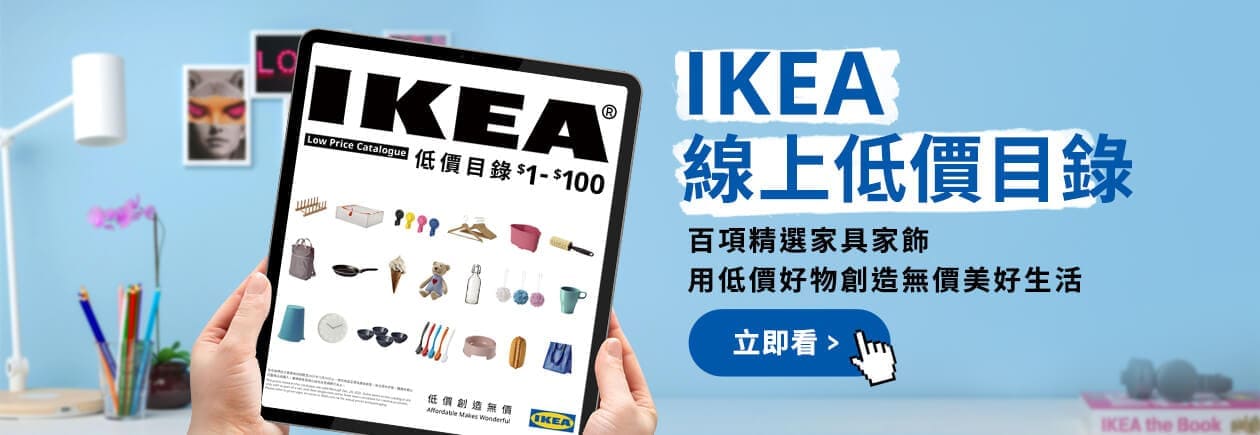 LO
IKEA®
Low Price Catalogue
低價目錄 $1-$100
低價創造無價
Affordable Makes Wonderful
IKEA
IKEA
線上低價目錄
百項精選家具家飾
用低價好物創造無價美好生活
立即看 >
IKEA the Book